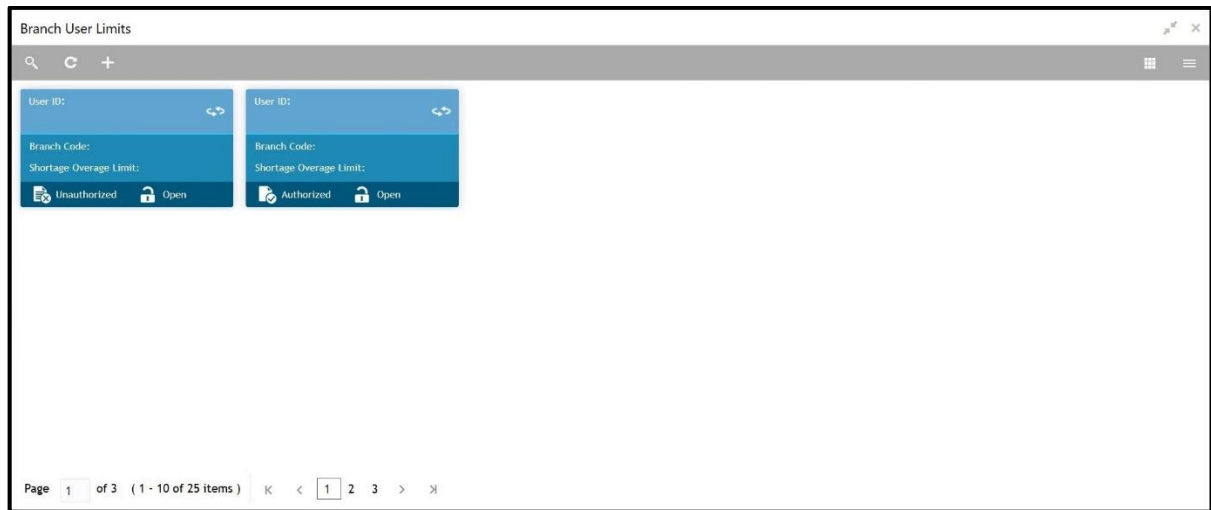 Branch User Limits
User ID: User ID:
Branch Code: Branch Code:
Shortage Overage Limit: Shortage Overage Limit:
Unauthorized Open Authorized Open
Page 1 of 3 ( 1 - 10 of 25 items ) 1 2 3